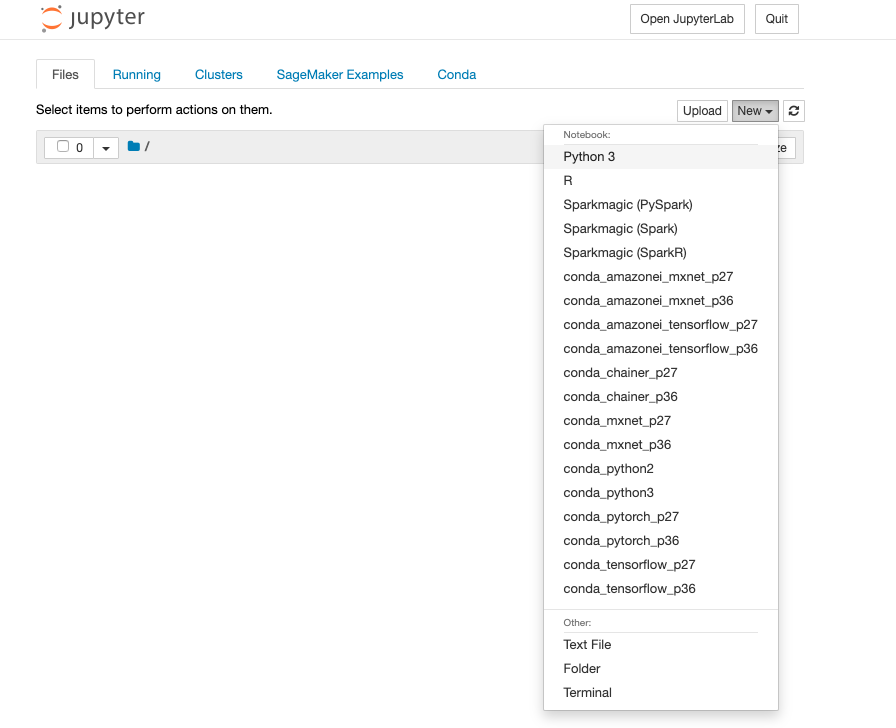 jupyter Open JupyterLab Quit
Files Running Clusters SageMaker Examples Conda
Select items to perform actions on them. Upload New
0 /
Notebook:
Python 3
R
Sparkmagic (PySpark)
Sparkmagic (Spark)
Sparkmagic (SparkR)
conda_amazonei_mxnet_p27
conda_amazonei_mxnet_p36
conda_amazonei_tensorflow_p27
conda_amazonei_tensorflow_p36
conda_chainer_p27
conda_chainer_p36
conda_mxnet_p27
conda_mxnet_p36
conda_python2
conda_python3
conda_pytorch_p27
conda_pytorch_p36
conda_tensorflow_p27
conda_tensorflow_p36
Other:
Text File
Folder
Terminal